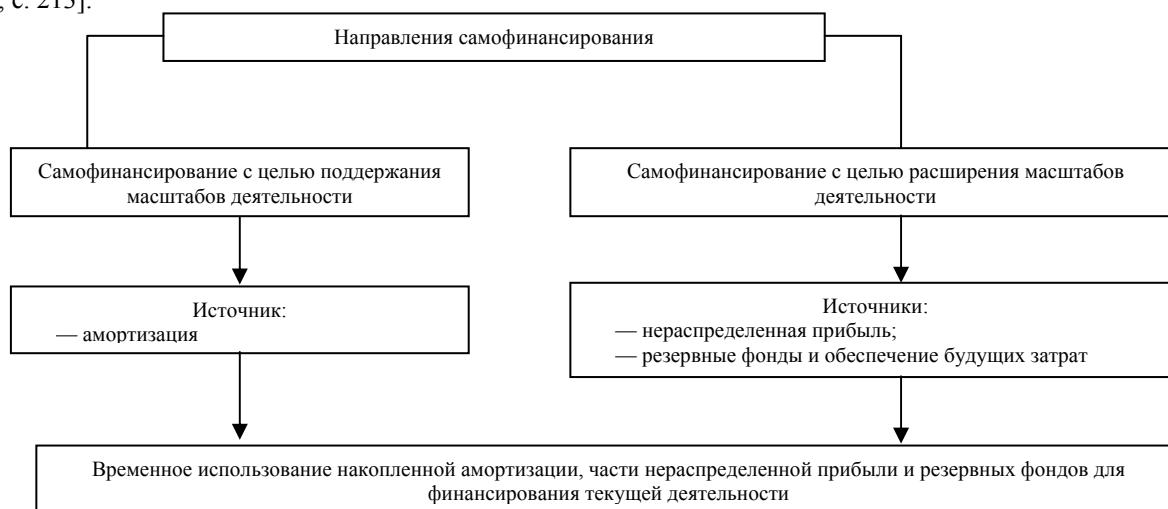 , с. 215].
Направления самофинансирования
Самофинансирование с целью поддержания
масштабов деятельности
Самофинансирование с целью расширения масштабов
деятельности
Источник:
— амортизация
Источники:
— нераспределенная прибыль;
— резервные фонды и обеспечение будущих затрат
Временное использование накопленной амортизации, части нераспределенной прибыли и резервных фондов для
финансирования текущей деятельности